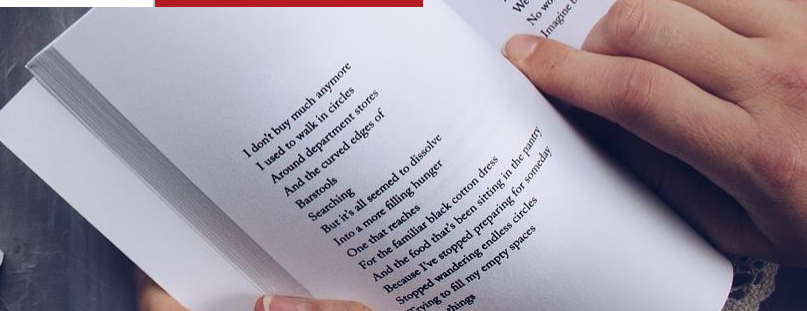 I don't buy much anymore
I used to walk in circles
Around department stores
And the curved edges of
Barstools
Searching
But it's all seemed to dissolve
Into a more filling hunger
One that reaches
For the familiar black cotton dress
And the food that's been sitting in the pantry
Because I've stopped preparing for someday
Stopped wandering endless circles
Trying to fill my empty spaces
things
We
No
Imagine